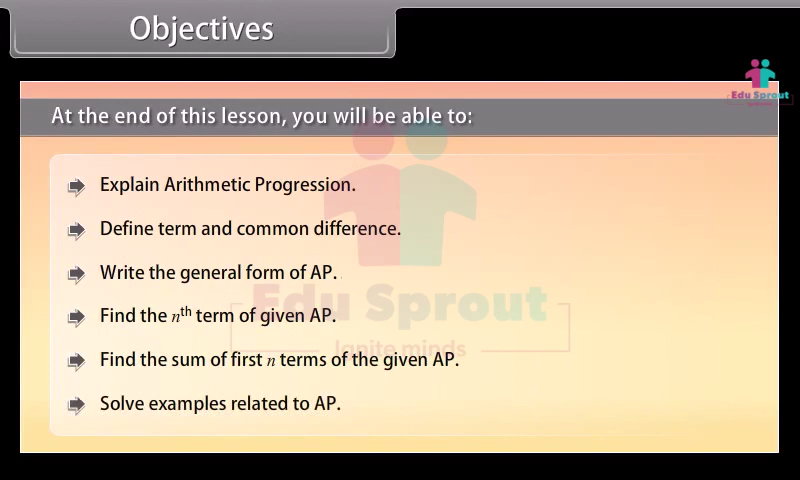 Objectives
Edu Sprout
At the end of this lesson, you will be able to:
Explain Arithmetic Progression.
Define term and common difference.
Write the general form of AP.
Edu Sprout
Find the nth term of given AP.
Ignite minds
Find the sum of first n terms of the given AP.
Solve examples related to AP.